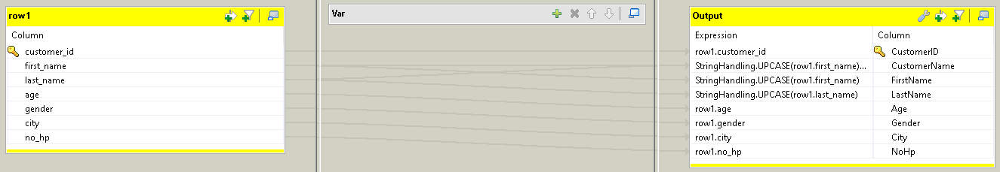 row1
Column
customer_id
first_name
last_name
age
gender
city
no_hp
Var
Output
Expression Column
row1.customer_id CustomerID
StringHandling.UPCASE(row1.first_name)... CustomerName
StringHandling.UPCASE(row1.first_name) FirstName
StringHandling.UPCASE(row1.last_name) LastName
row1.age Age
row1.gender Gender
row1.city City
row1.no_hp NoHp